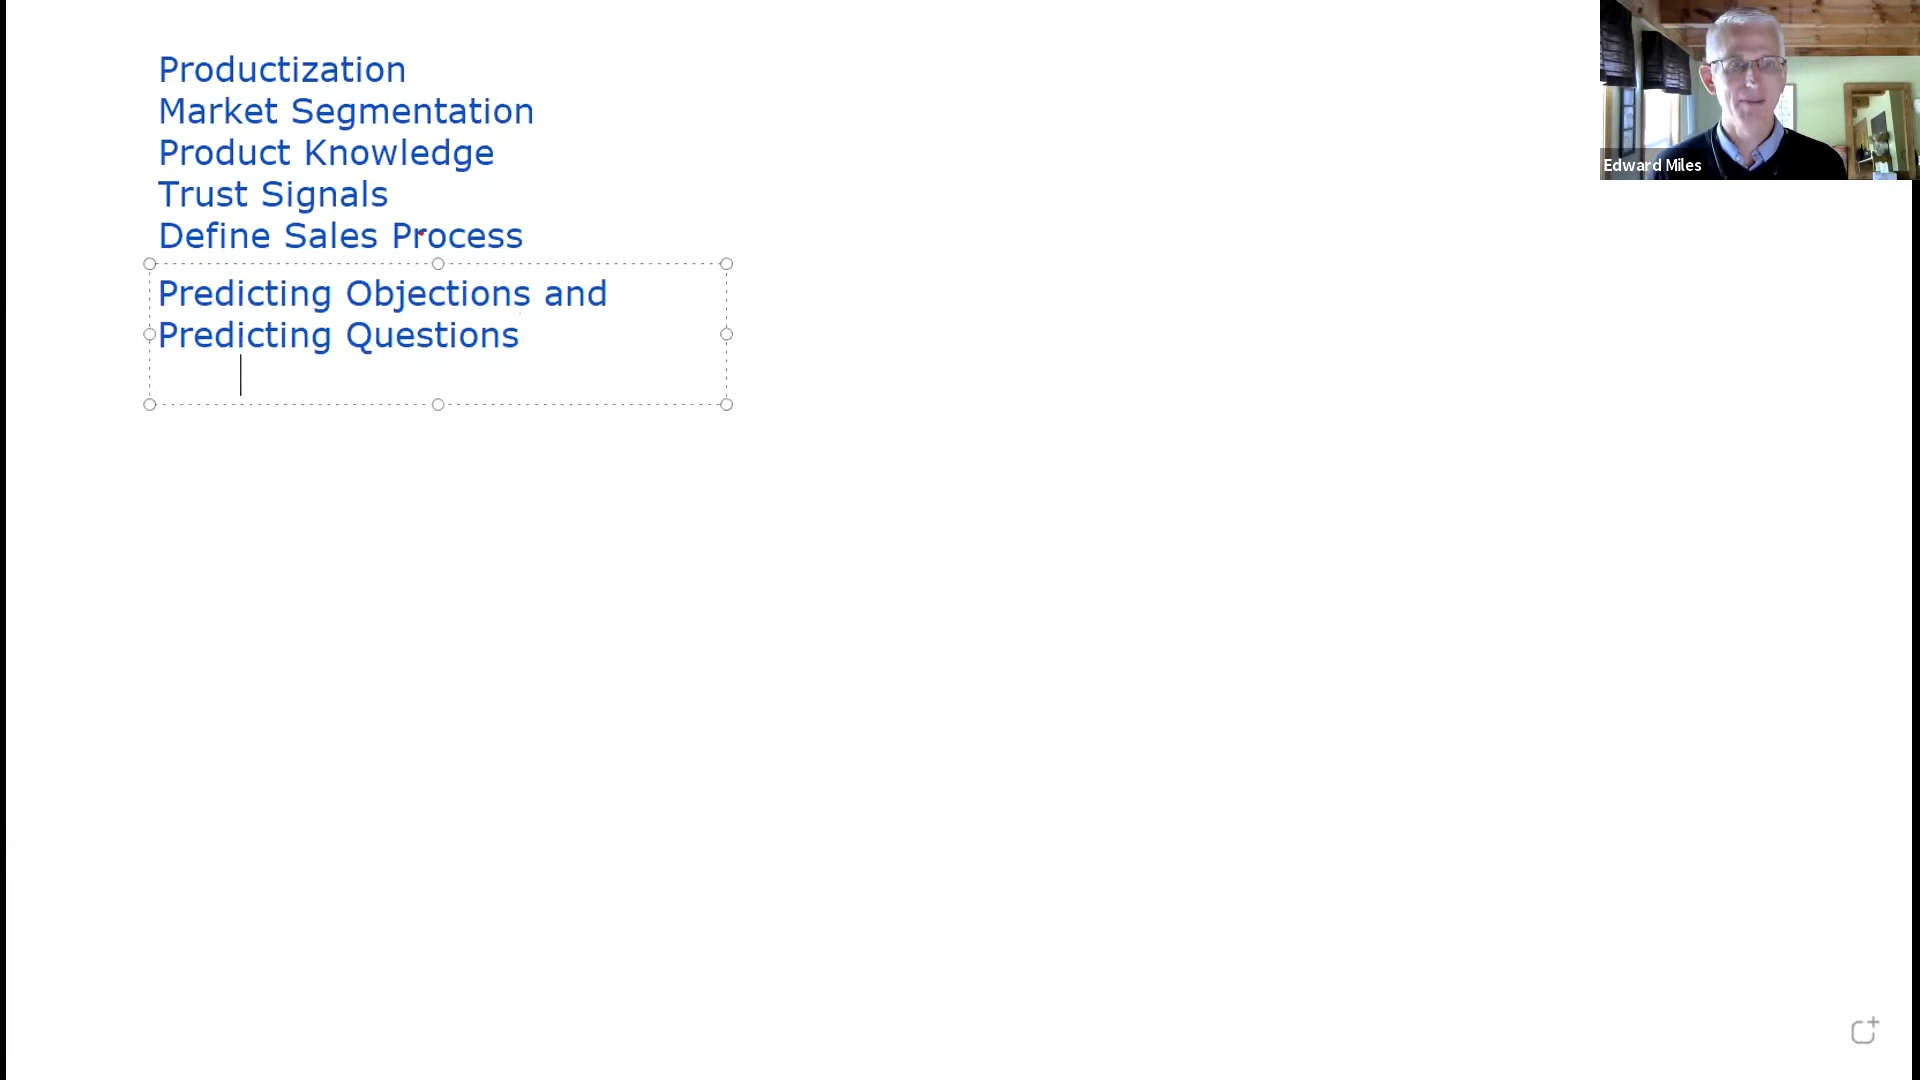 Productization
Market Segmentation
Product Knowledge
Trust Signals
Define Sales Process
Predicting Objections and
Predicting Questions
Edward Miles